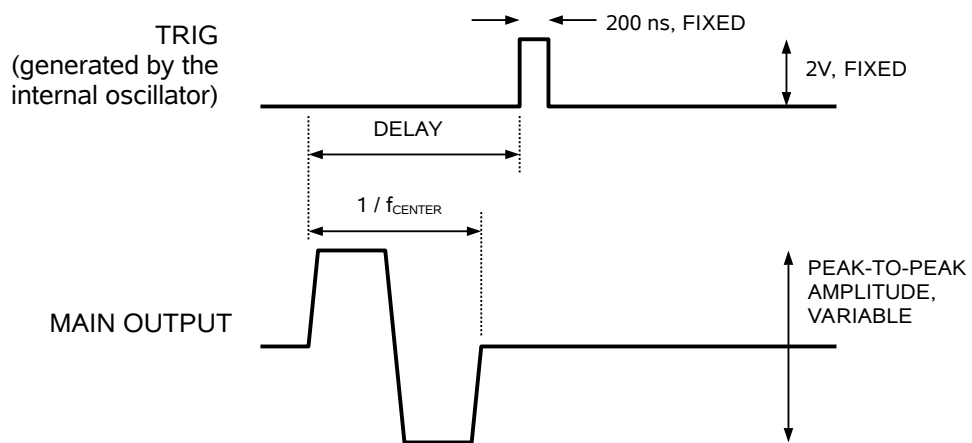 200 ns, FIXED
TRIG
(generated by the
internal oscillator)
2V, FIXED
DELAY
1 / fCENTER
PEAK-TO-PEAK
AMPLITUDE,
VARIABLE
MAIN OUTPUT